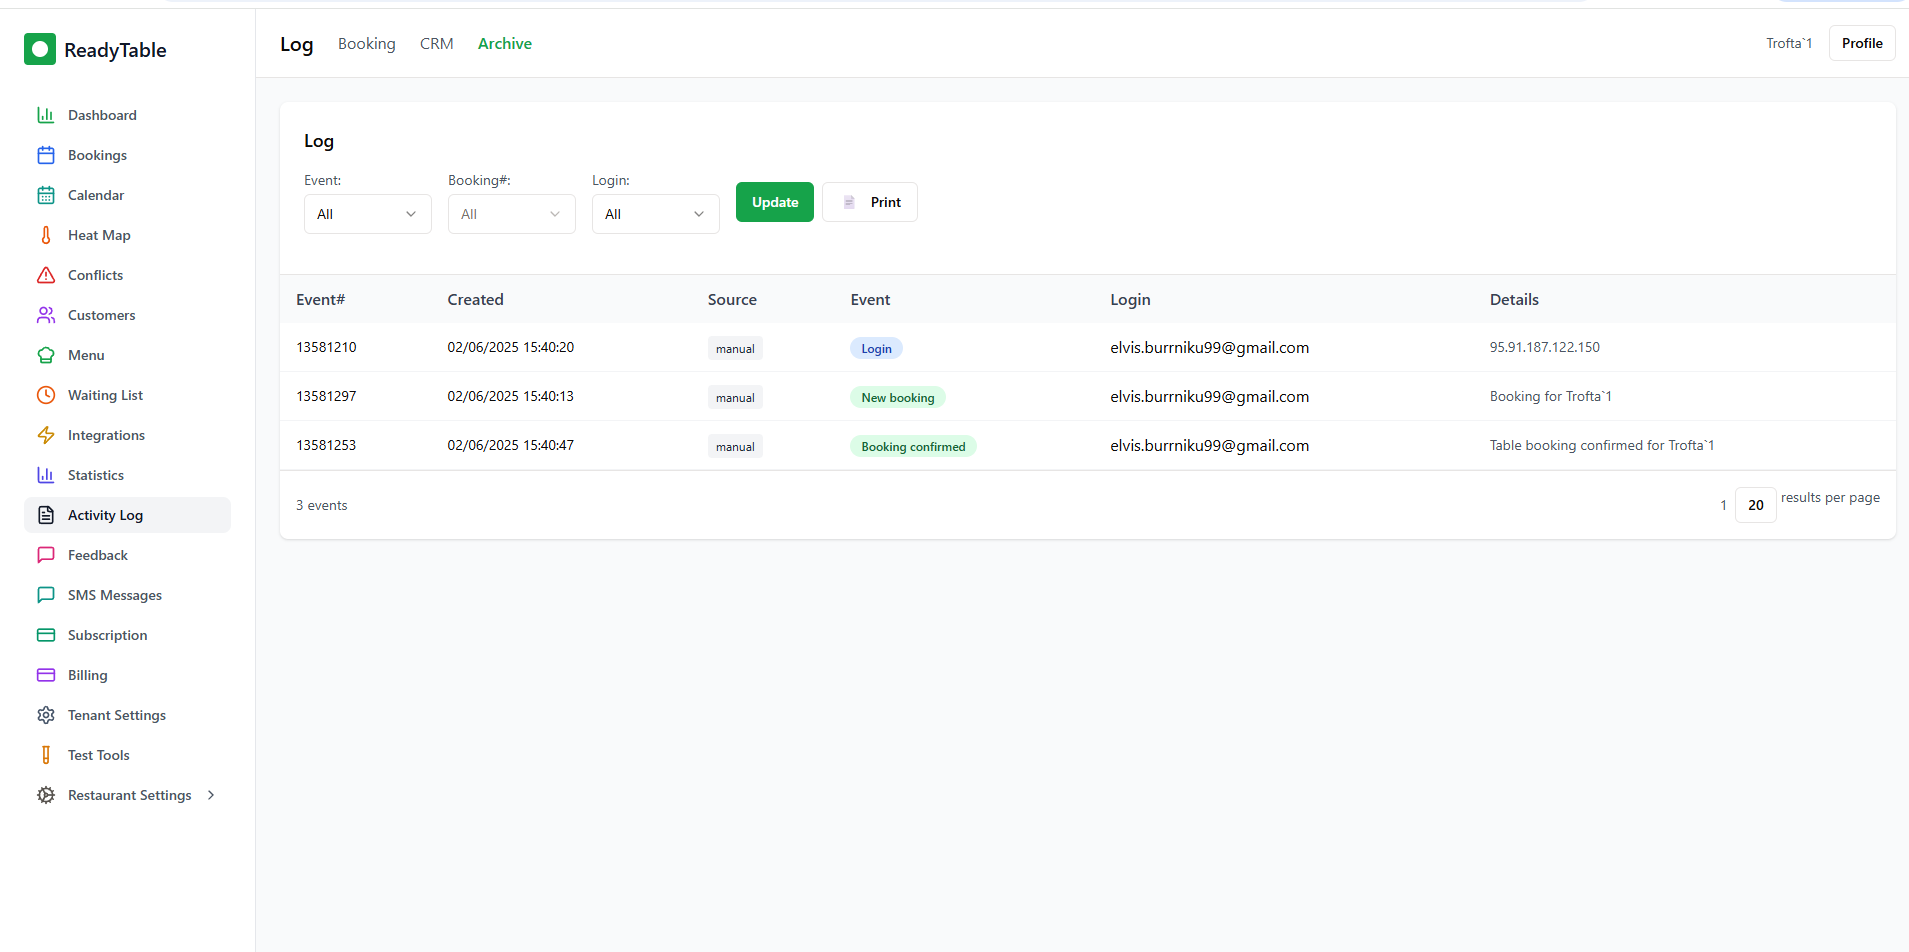 ReadyTable
Dashboard
Bookings
Calendar
Heat Map
Conflicts
Customers
Menu
Waiting List
Integrations
Statistics
Activity Log
Feedback
SMS Messages
Subscription
Billing
Tenant Settings
Test Tools
Restaurant Settings
Log Booking CRM Archive Trofta`1 Profile
Log
Event: Booking#: Login:
All All All Update Print
Event# Created Source Event Login Details
13581210 02/06/2025 15:40:20 manual Login elvis.burrniku99@gmail.com 95.91.187.122.150
13581297 02/06/2025 15:40:13 manual New booking elvis.burrniku99@gmail.com Booking for Trofta`1
13581253 02/06/2025 15:40:47 manual Booking confirmed elvis.burrniku99@gmail.com Table booking confirmed for Trofta`1
3 events 1 20 results per page